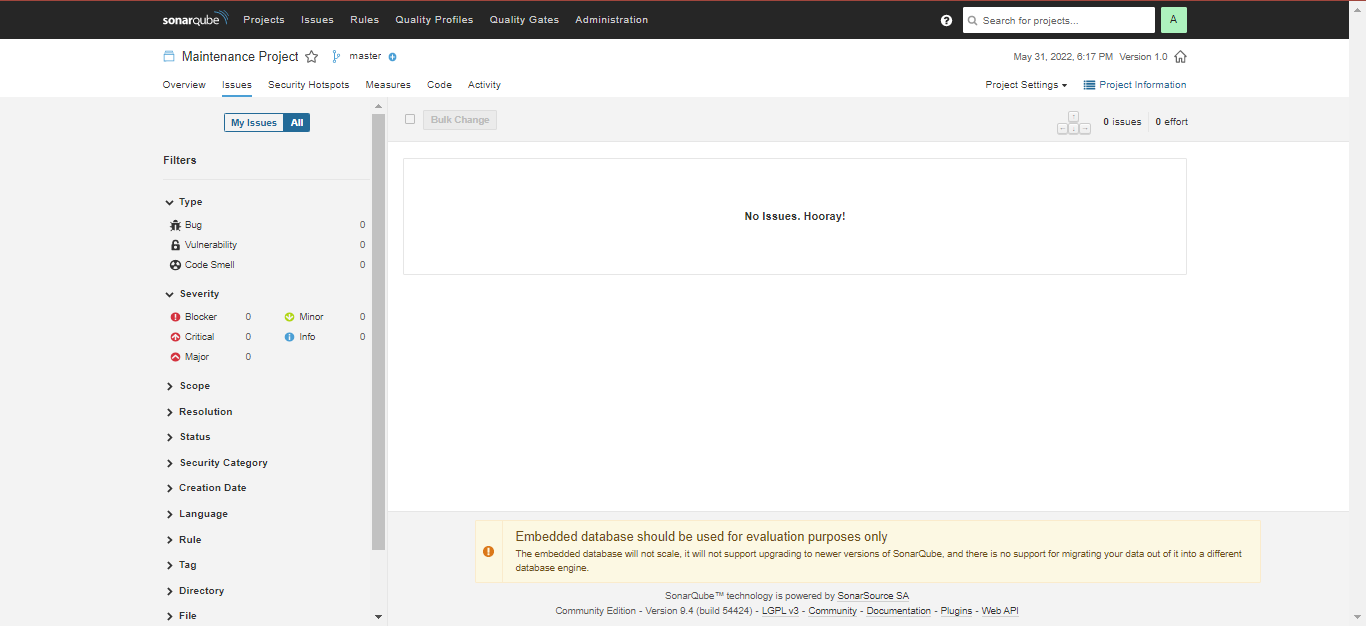 sonarqube Projects Issues Rules Quality Profiles Quality Gates Administration ? Search for projects... A
Maintenance Project master May 31, 2022, 6:17 PM Version 1.0
Overview Issues Security Hotspots Measures Code Activity Project Settings Project Information
My Issues All
Bulk Change
0 issues 0 effort
Filters
Type
Bug 0
Vulnerability 0
Code Smell 0
Severity
Blocker 0 Minor 0
Critical 0 Info 0
Major 0
Scope
Resolution
Status
Security Category
Creation Date
Language
Rule
Tag
Directory
File
No Issues. Hooray!
Embedded database should be used for evaluation purposes only
The embedded database will not scale, it will not support upgrading to newer versions of SonarQube, and there is no support for migrating your data out of it into a different
database engine.
SonarQube™ technology is powered by SonarSource SA
Community Edition - Version 9.4 (build 54424) - LGPL v3 - Community - Documentation - Plugins - Web API